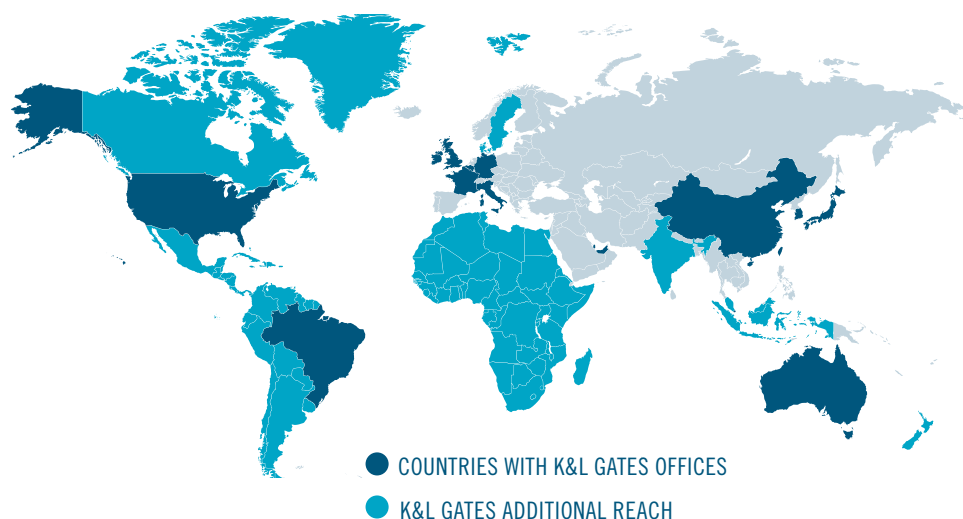 COUNTRIES WITH K&L GATES OFFICES
K&L GATES ADDITIONAL REACH